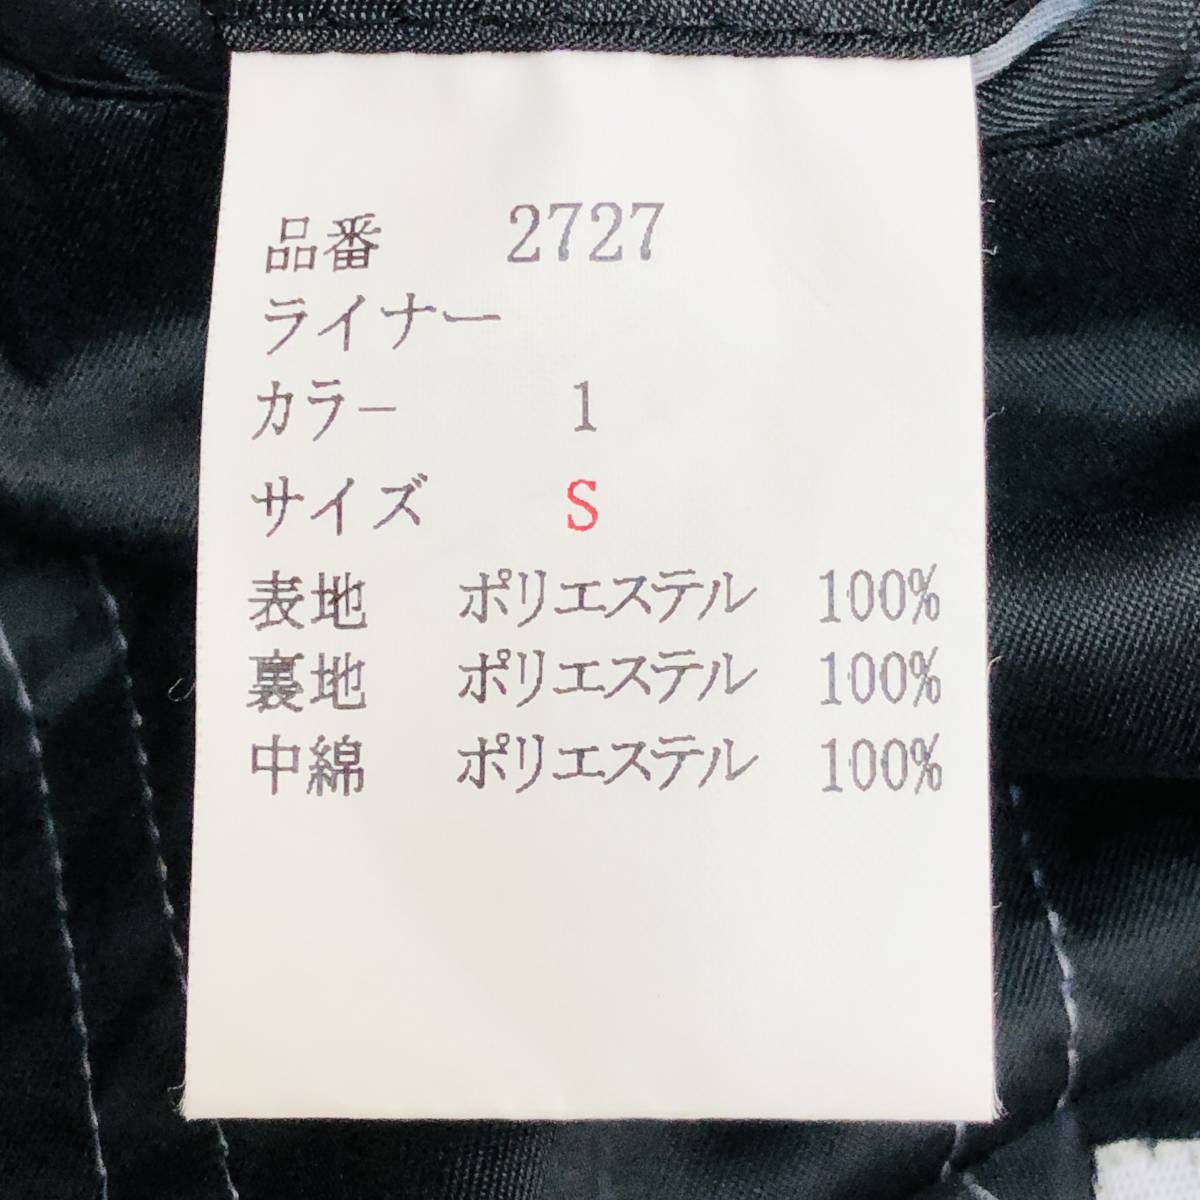 品番 2727
ライナー
カラ− 1
サイズ S
表地 ポリエステル 100%
裏地 ポリエステル 100%
中綿 ポリエステル 100%